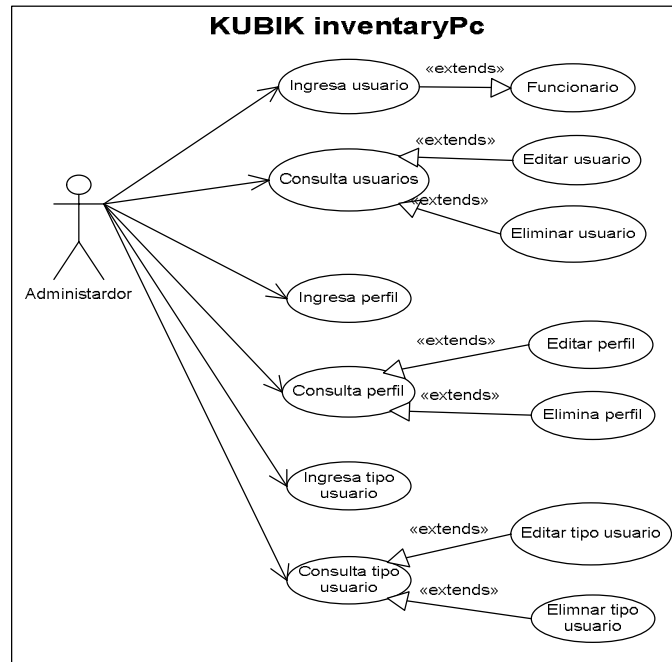 KUBIK inventaryPc
«extends»
Ingresa usuario
Funcionario
«extends»
Editar usuario
Consulta usuarios
«extends»
Eliminar usuario
Administardor
Ingresa perfil
«extends»
Editar perfil
Consulta perfil
«extends»
Elimina perfil
Ingresa tipo
usuario
«extends»
Editar tipo usuario
Consulta tipo
usuario
«extends»
Elimnar tipo
usuario